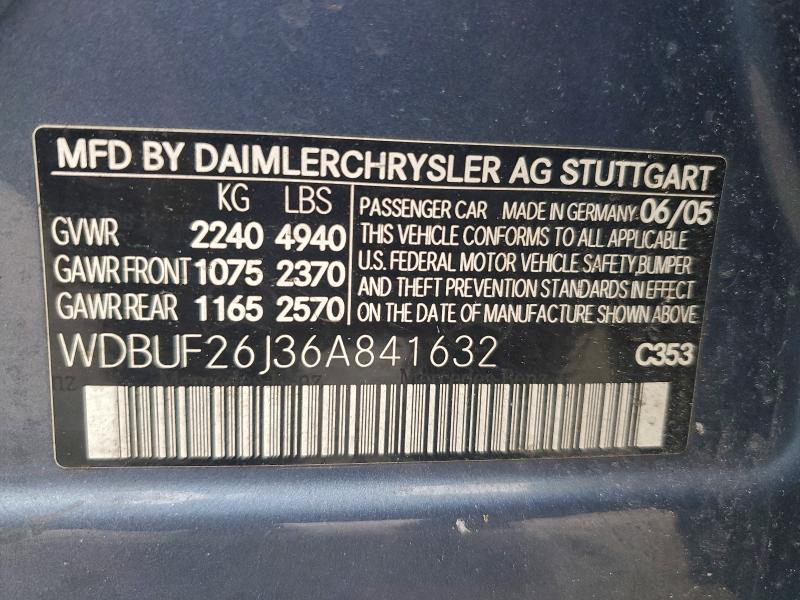 MFD BY DAIMLERCHRYSLER AG STUTTGART
KG LBS
GVWR 2240 4940
GAWR FRONT 1075 2370
GAWR REAR 1165 2570
PASSENGER CAR MADE IN GERMANY 06/05
THIS VEHICLE CONFORMS TO ALL APPLICABLE
U.S. FEDERAL MOTOR VEHICLE SAFETY,BUMPER
AND THEFT PREVENTION STANDARDS IN EFFECT
ON THE DATE OF MANUFACTURE SHOWN ABOVE
WDBUF26J36A841632 C353